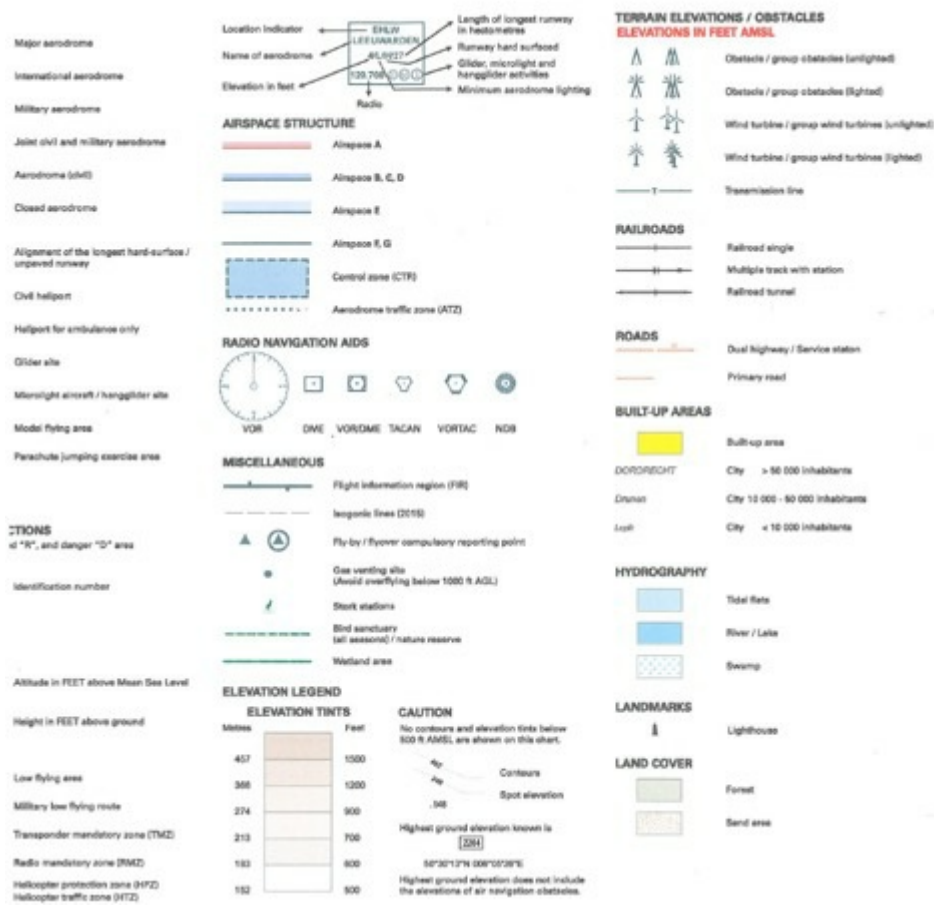 Major aerodrome
International aerodrome
Military aerodrome
Joint civil and military aerodrome
Aerodrome (civil)
Closed aerodrome
Alignment of the longest hard-surface /
unpaved runway
Civil heliport
Heliport for ambulance only
Glider site
Microlight aircraft / hangglider site
Model flying area
Parachute jumping exercise area
CTIONS
"R", and danger "D" area
Identification number
Altitude in FEET above Mean Sea Level
Height in FEET above ground
Low flying area
Military low flying route
Transponder mandatory zone (TMZ)
Radio mandatory zone (RMZ)
Helicopter protection zone (HPZ)
Helicopter traffic zone (HTZ)
Location Indicator
Name of aerodrome
Elevation in feet
EHLW
LEEUWARDEN
Radio
Length of longest runway
in hectometres
Runway hard surfaced
Glider, microlight and
hangglider activities
Minimum aerodrome lighting
AIRSPACE STRUCTURE
Airspace A
Airspace B, C, D
Airspace E
Airspace F, G
Control zone (CTR)
Aerodrome traffic zone (ATZ)
RADIO NAVIGATION AIDS
VOR DME VOR/DME TACAN VORTAC NDB
MISCELLANEOUS
Flight information region (FIR)
Isogonic lines (2015)
Fly-by / flyover compulsory reporting point
Gas venting site
(Avoid overflying below 1000 ft AGL)
Stork stations
Bird sanctuary
(all seasons) / nature reserve
Wetland area
ELEVATION LEGEND
ELEVATION TINTS
Metres Feet
457 1500
366 1200
274 900
213 700
183 600
152 500
CAUTION
No contours and elevation tints below
500 ft AMSL are shown on this chart.
Contours
Spot elevation
Highest ground elevation known is
2264
Highest ground elevation does not include
the elevations of air navigation obstacles.
TERRAIN ELEVATIONS / OBSTACLES
ELEVATIONS IN FEET AMSL
Obstacle / group obstacles (unlighted)
Obstacle / group obstacles (lighted)
Wind turbine / group wind turbines (unlighted)
Wind turbine / group wind turbines (lighted)
T
Transmission line
RAILROADS
Railroad single
Multiple track with station
Railroad tunnel
ROADS
Dual highway / Service staton
Primary road
BUILT-UP AREAS
Built-up area
DORDRECHT City > 50 000 inhabitants
Drunen City 10 000 - 50 000 inhabitants
City < 10 000 inhabitants
HYDROGRAPHY
Tidal flats
River / Lake
Swamp
LANDMARKS
Lighthouse
LAND COVER
Forest
Sand area